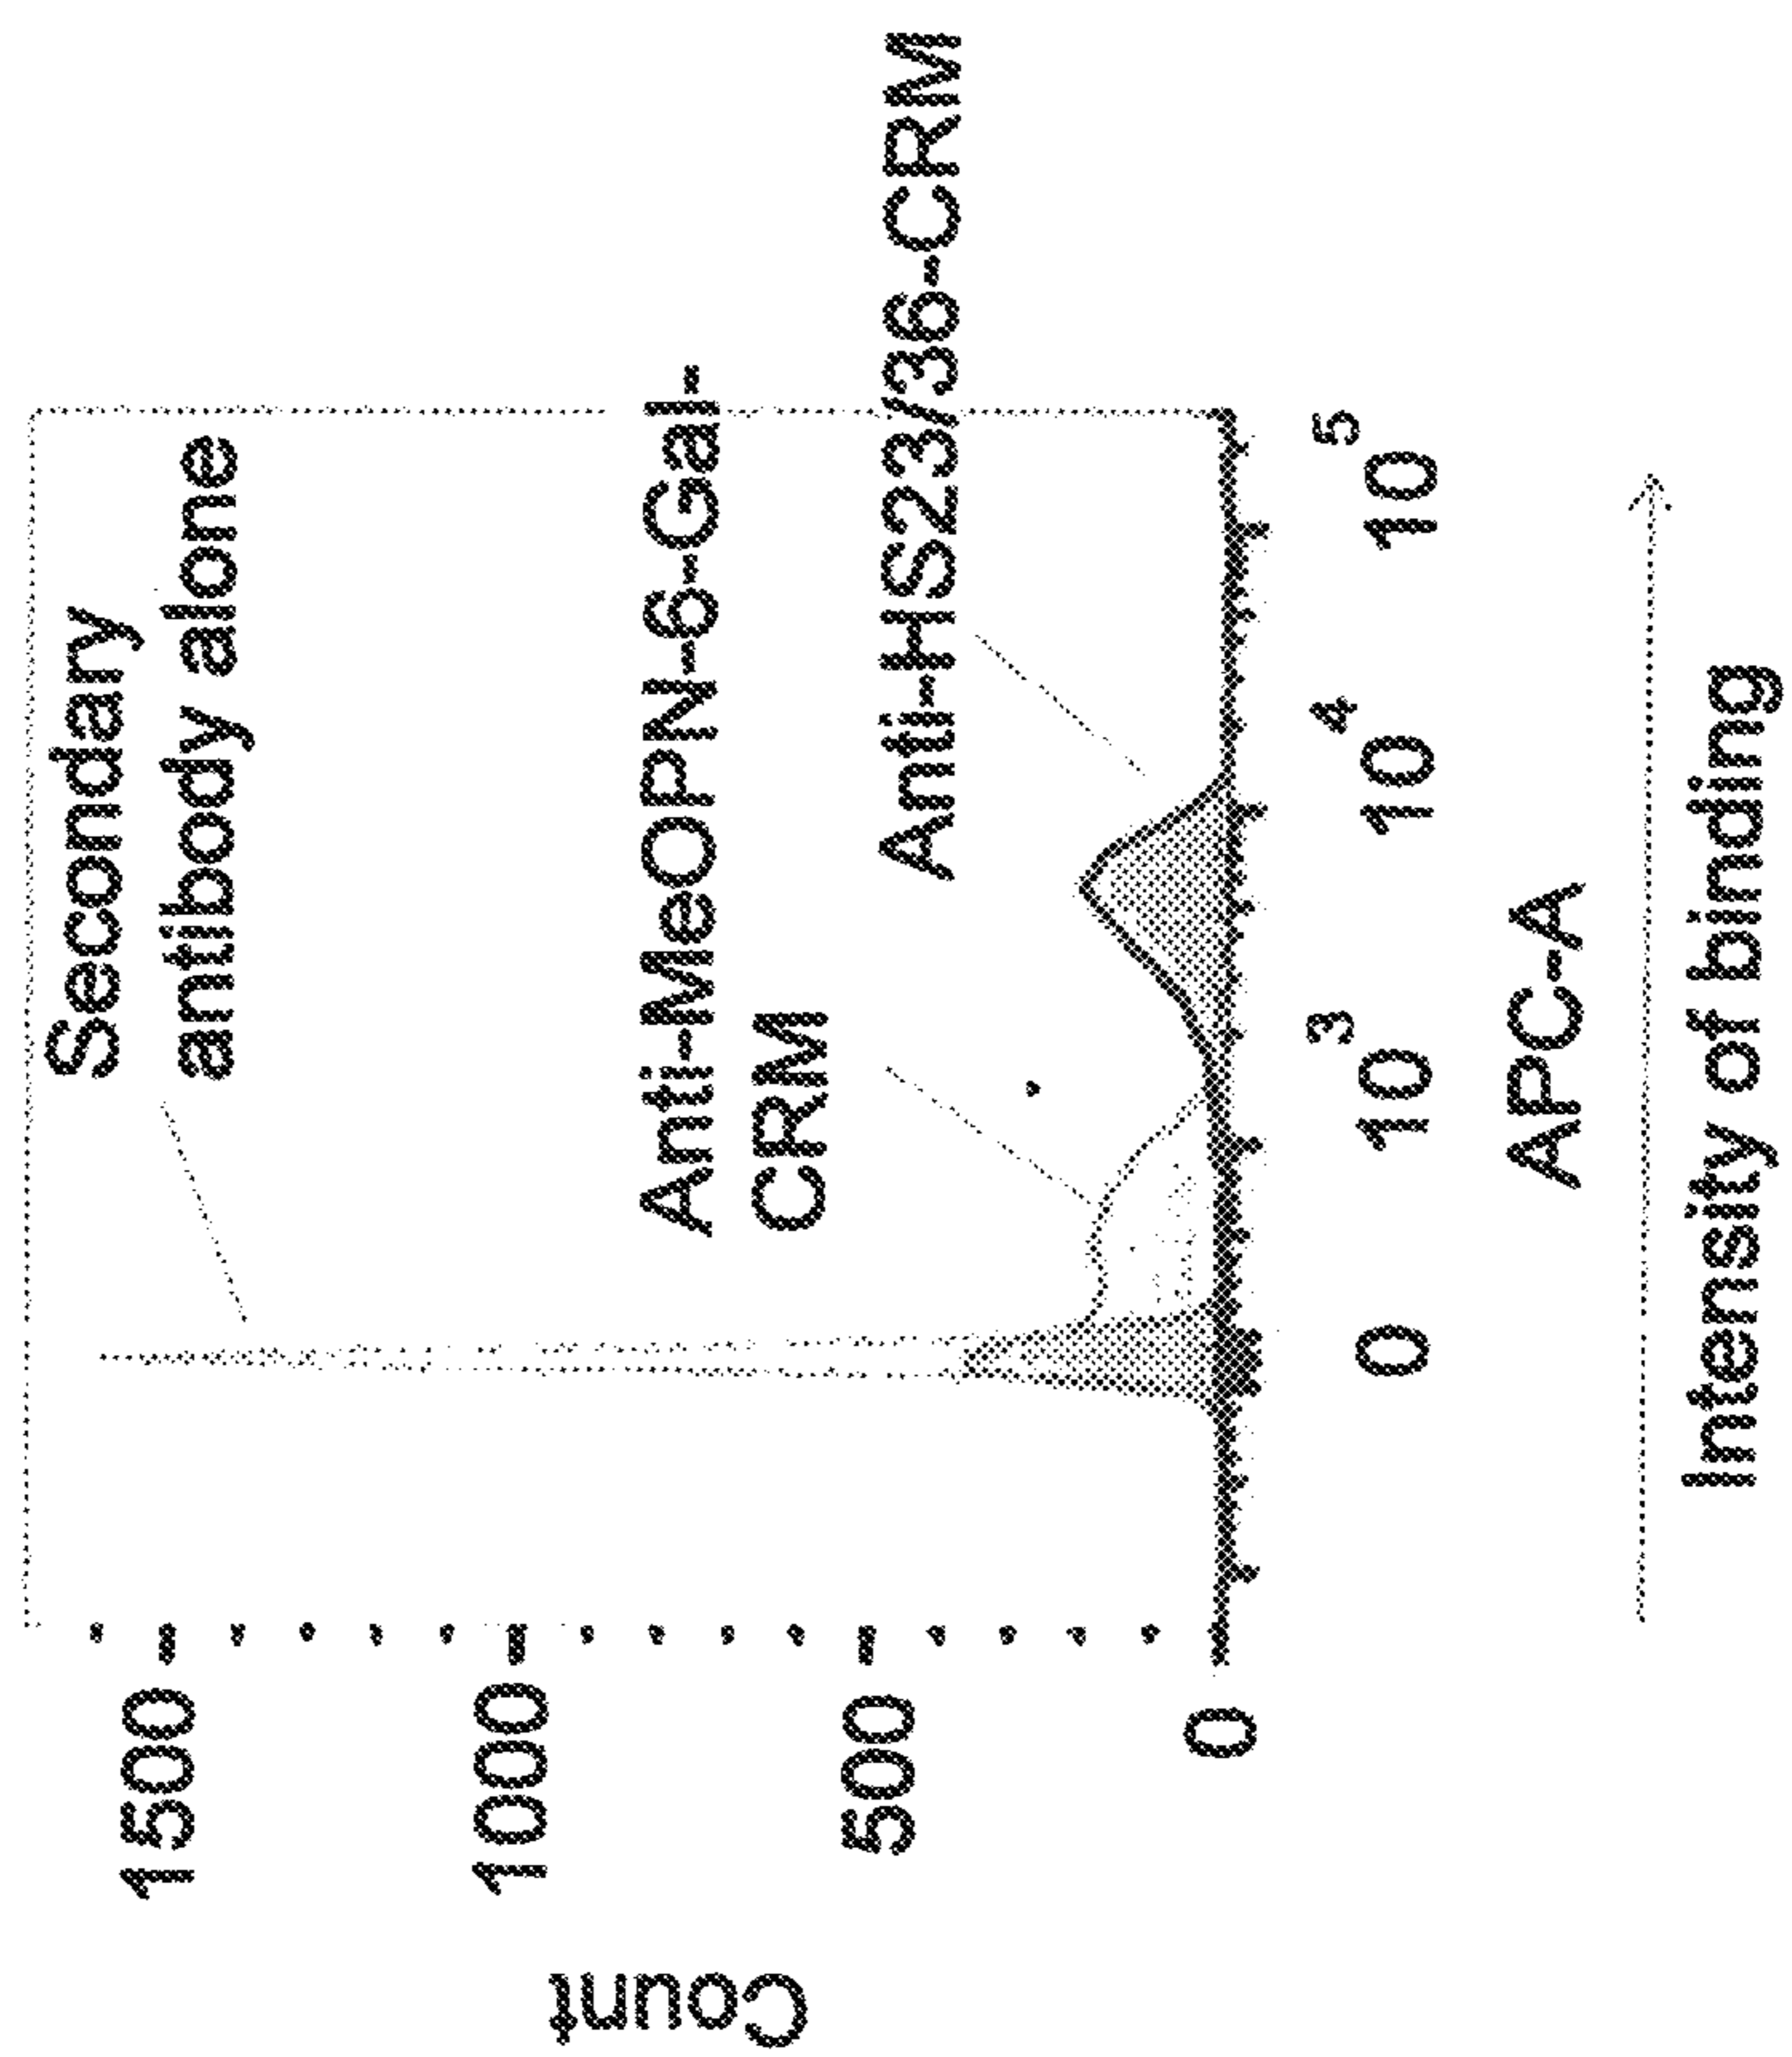 Secondary
antibody alone
Anti-MeOPN-6-Gal-
CRM
Anti-HS23/36-CRM
1500
1000
500
0
Count
0
10 3
10 4
10 5
APC-A
Intensity of binding